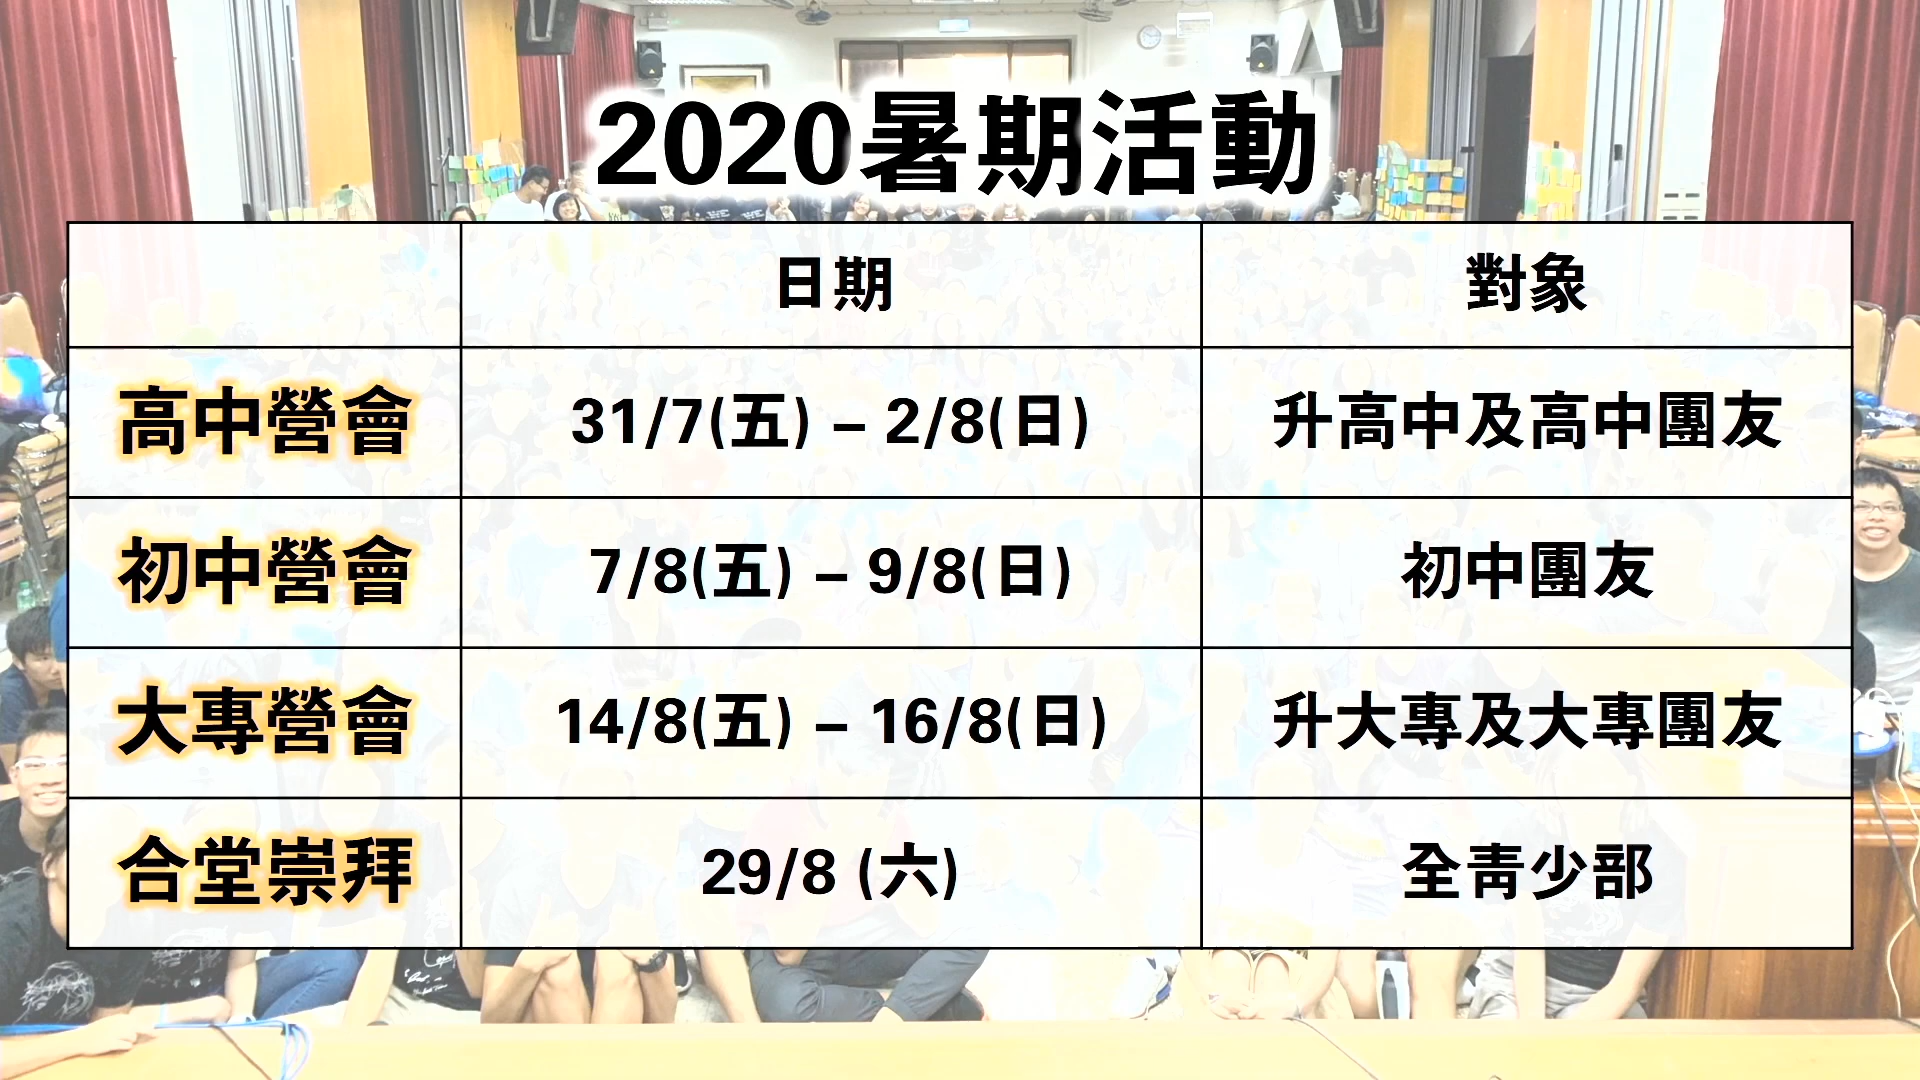 2020暑期活動
日期 對象
高中營會 31/7(五) – 2/8(日) 升高中及高中團友
初中營會 7/8(五) – 9/8(日) 初中團友
大專營會 14/8(五) – 16/8(日) 升大專及大專團友
合堂崇拜 29/8 (六) 全青少部